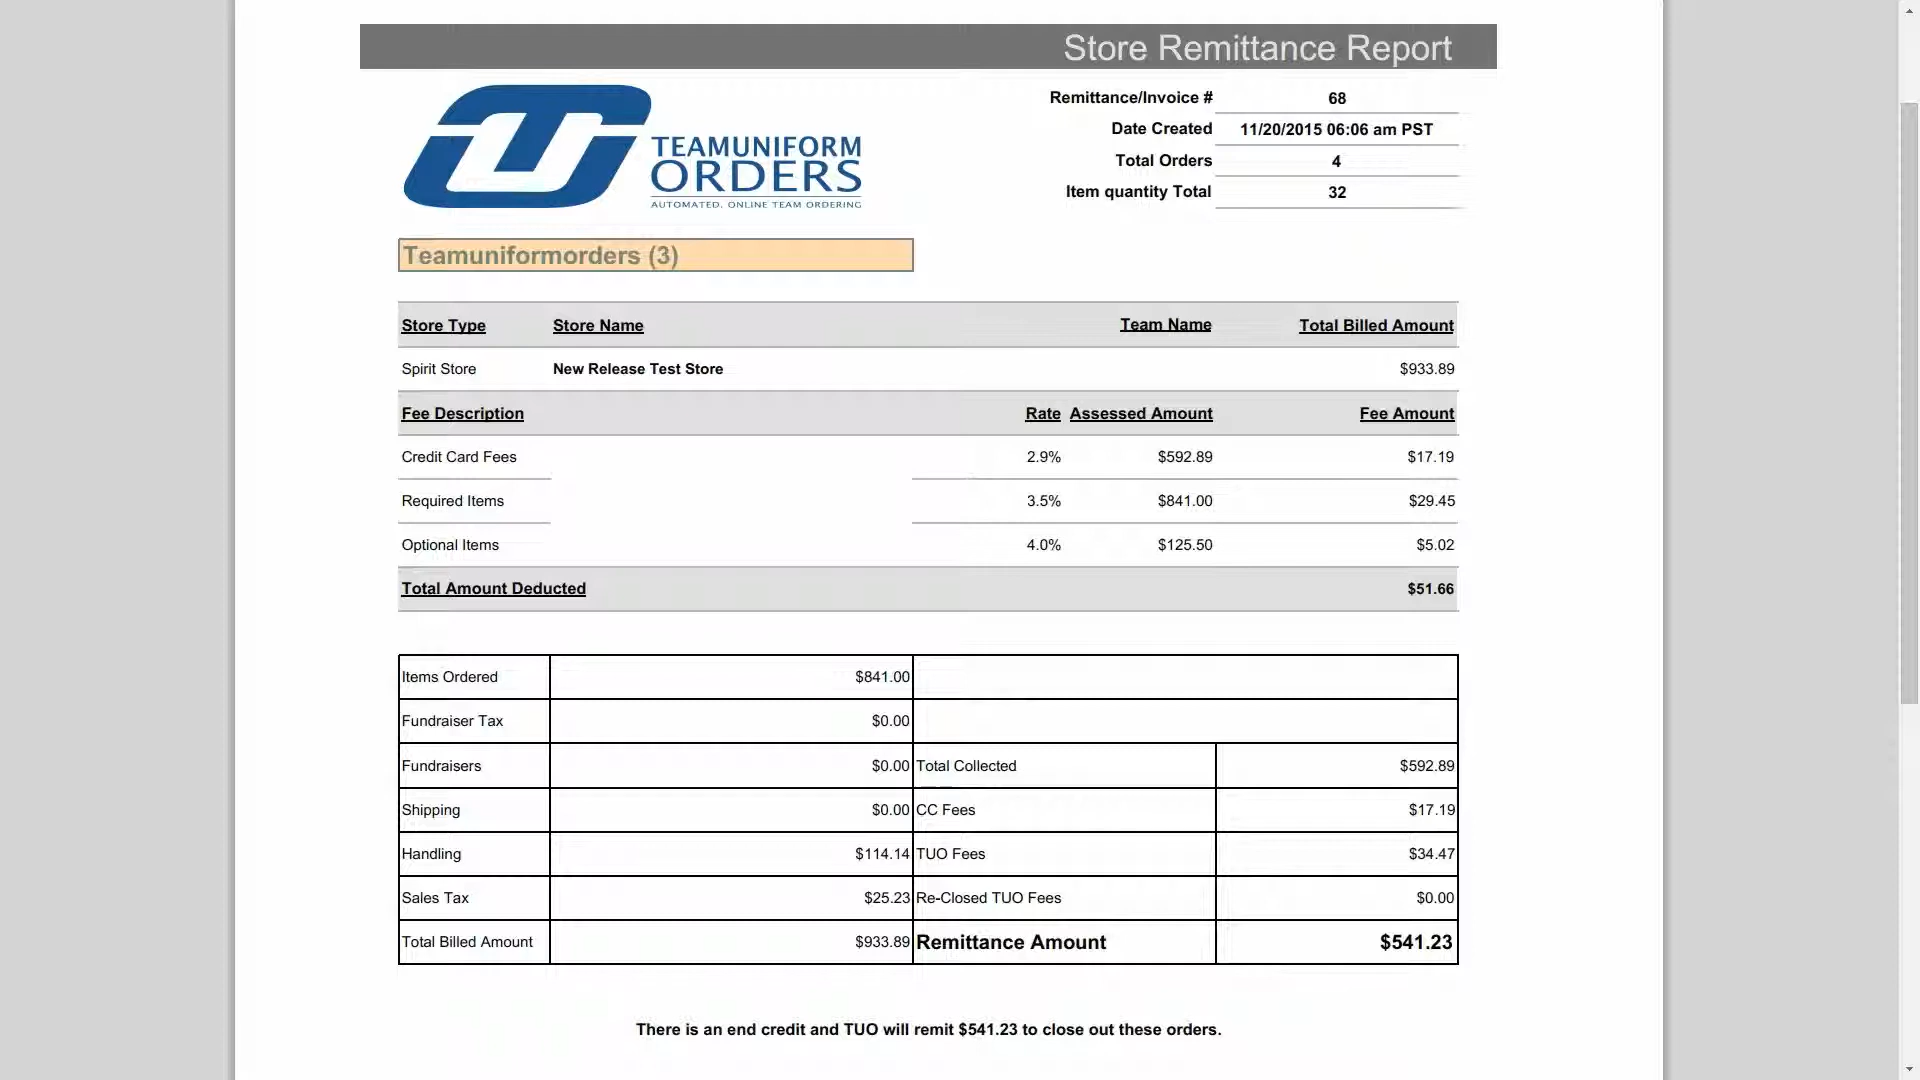 Store Remittance Report
TEAMUNIFORM
ORDERS
AUTOMATED. ONLINE TEAM ORDERING
Remittance/Invoice # 68
Date Created 11/20/2015 06:06 am PST
Total Orders 4
Item quantity Total 32
Teamuniformorders (3)
Store Type Store Name Team Name Total Billed Amount
Spirit Store New Release Test Store $933.89
Fee Description Rate Assessed Amount Fee Amount
Credit Card Fees 2.9% $592.89 $17.19
Required Items 3.5% $841.00 $29.45
Optional Items 4.0% $125.50 $5.02
Total Amount Deducted $51.66
Items Ordered $841.00
Fundraiser Tax $0.00
Fundraisers $0.00 Total Collected $592.89
Shipping $0.00 CC Fees $17.19
Handling $114.14 TUO Fees $34.47
Sales Tax $25.23 Re-Closed TUO Fees $0.00
Total Billed Amount $933.89 Remittance Amount $541.23
There is an end credit and TUO will remit $541.23 to close out these orders.